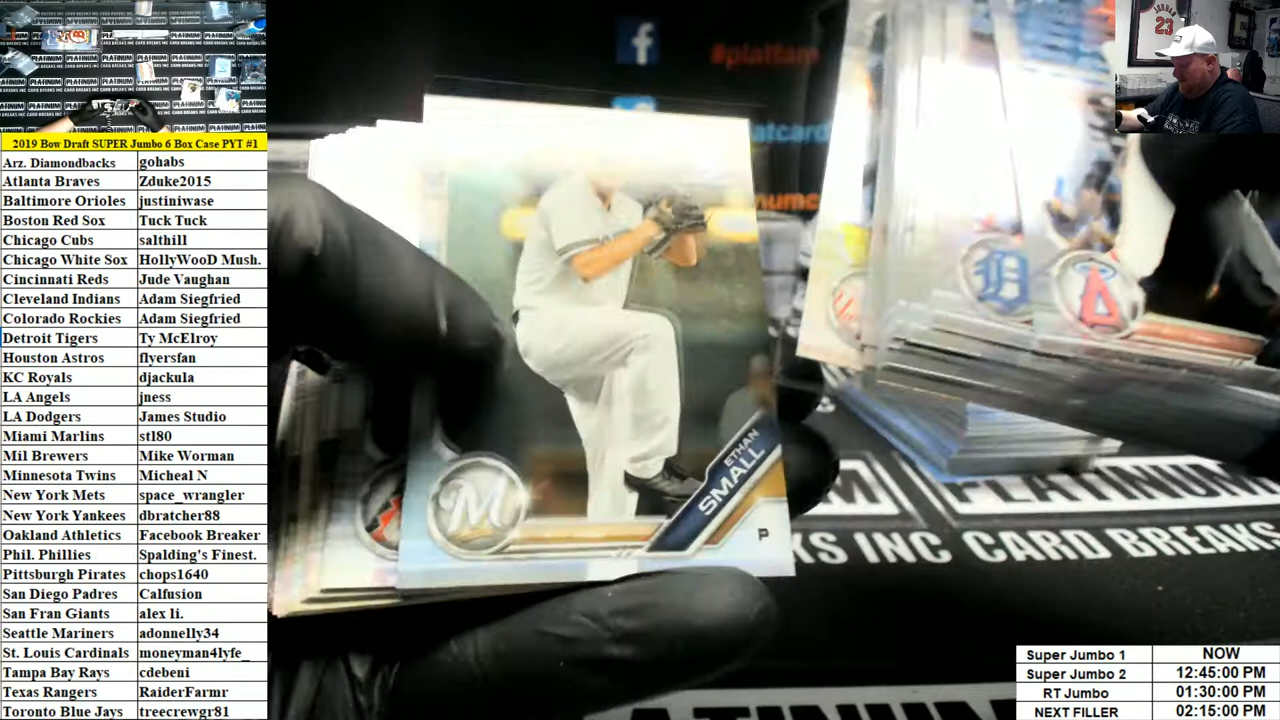 2019 Bow Draft SUPER Jumbo 6 Box Case PYT #1
Arz. Diamondbacks gohabs
Atlanta Braves Zduke2015
Baltimore Orioles justiniwase
Boston Red Sox Tuck Tuck
Chicago Cubs salthill
Chicago White Sox HollyWooD Mush.
Cincinnati Reds Jude Vaughan
Cleveland Indians Adam Siegfried
Colorado Rockies Adam Siegfried
Detroit Tigers Ty McElroy
Houston Astros flyersfan
KC Royals djackula
LA Angels jness
LA Dodgers James Studio
Miami Marlins stl80
Mil Brewers Mike Worman
Minnesota Twins Micheal N
New York Mets space_wrangler
New York Yankees dbratcher88
Oakland Athletics Facebook Breaker
Phil. Phillies Spalding's Finest.
Pittsburgh Pirates chops1640
San Diego Padres Calfusion
San Fran Giants alex li.
Seattle Mariners adonnelly34
St. Louis Cardinals moneyman4lyfe_
Tampa Bay Rays cdebeni
Texas Rangers RaiderFarmr
Toronto Blue Jays treecrewgr81
f
M
ETHAN
SMALL
P
D
A
PLATINUM
KS INC CARD BREAKS
JORDAN
23
Super Jumbo 1 NOW
Super Jumbo 2 12:45:00 PM
RT Jumbo 01:30:00 PM
NEXT FILLER 02:15:00 PM